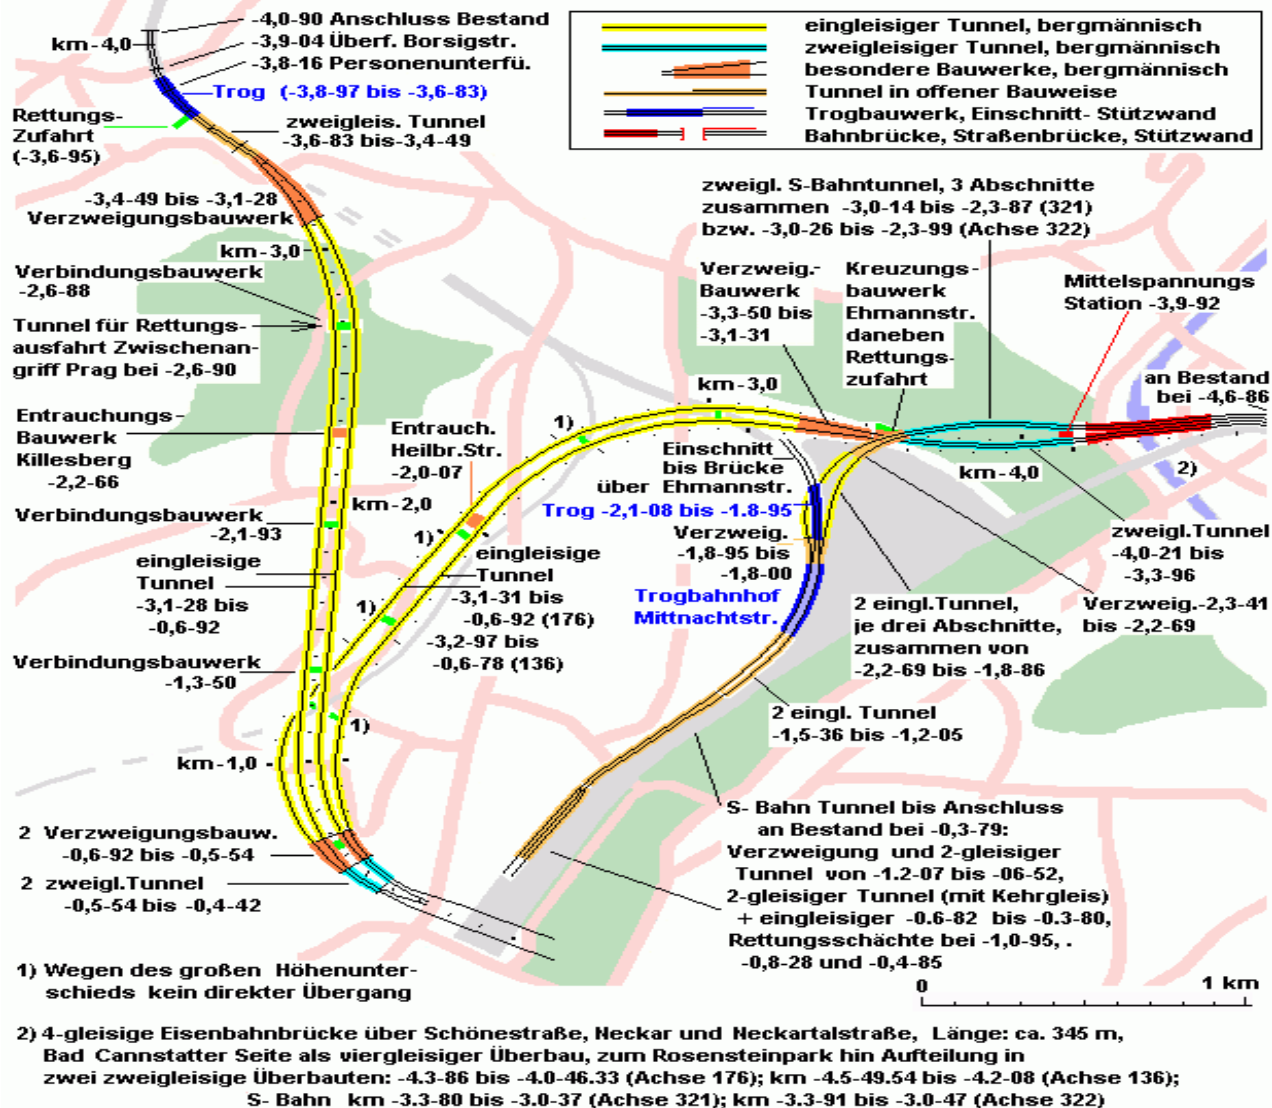 -4,0-90 Anschluss Bestand
km-4,0
-3,9-04 Überf. Borsigstr.
-3,8-16 Personenunterfü.
Trog (-3,8-97 bis -3,6-83)
Rettungs-
Zufahrt
(-3,6-95)
zweigleis. Tunnel
-3,6-83 bis-3,4-49
eingleisiger Tunnel, bergmännisch
zweigleisiger Tunnel, bergmännisch
besondere Bauwerke, bergmännisch
Tunnel in offener Bauweise
Trogbauwerk, Einschnitt- Stützwand
Bahnbrücke, Straßenbrücke, Stützwand
-3,4-49 bis -3,1-28
Verzweigungsbauwerk
km-3,0
Verbindungsbauwerk
-2,6-88
Tunnel für Rettungs-
ausfahrt Zwischenan-
griff Prag bei -2,6-90
Entrauchungs-
Bauwerk
Killesberg
-2,2-66
km-2,0
Verbindungsbauwerk
-2,1-93
eingleisige
Tunnel
-3,1-28 bis
-0,6-92
Verbindungsbauwerk
-1,3-50
km-1,0
2 Verzweigungsbauw.
-0,6-92 bis -0,5-54
2 zweigl.Tunnel
-0,5-54 bis -0,4-42
zweigl. S-Bahntunnel, 3 Abschnitte
zusammen -3,0-14 bis -2,3-87 (321)
bzw. -3,0-26 bis -2,3-99 (Achse 322)
Verzweig.-
Bauwerk
-3,3-50 bis
-3,1-31
Kreuzungs-
bauwerk
Ehmannstr.
daneben
Rettungs-
zufahrt
Mittelspannungs
Station -3,9-92
an Bestand
bei -4,6-86
km-3,0
1)
Entrauch.
Heilbr.Str.
-2,0-07
Einschnitt
bis Brücke
über Ehmannstr.
Trog -2,1-08 bis -1.8-95
Verzweig.
-1,8-95 bis
-1,8-00
Trogbahnhof
Mittnachtstr.
km-4,0
2)
1)
eingleisige
Tunnel
-3,1-31 bis
-0,6-92 (176)
-3,2-97 bis
-0,6-78 (136)
1)
1)
zweigl.Tunnel
-4,0-21 bis
-3,3-96
2 eingl.Tunnel,
je drei Abschnitte,
zusammen von
-2,2-69 bis -1,8-86
Verzweig.-2,3-41
bis -2,2-69
2 eingl. Tunnel
-1,5-36 bis -1,2-05
S- Bahn Tunnel bis Anschluss
an Bestand bei -0,3-79:
Verzweigung und 2-gleisiger
Tunnel von -1.2-07 bis -06-52,
2-gleisiger Tunnel (mit Kehrgleis)
+ eingleisiger -0.6-82 bis -0.3-80,
Rettungsschächte bei -1,0-95, .
-0,8-28 und -0,4-85
0 1 km
1) Wegen des großen Höhenunter-
schieds kein direkter Übergang
2) 4-gleisige Eisenbahnbrücke über Schönestraße, Neckar und Neckartalstraße, Länge: ca. 345 m,
Bad Cannstatter Seite als viergleisiger Überbau, zum Rosensteinpark hin Aufteilung in
zwei zweigleisige Überbauten: -4.3-86 bis -4.0-46.33 (Achse 176); km -4.5-49.54 bis -4.2-08 (Achse 136);
S- Bahn km -3.3-80 bis -3.0-37 (Achse 321); km -3.3-91 bis -3.0-47 (Achse 322)